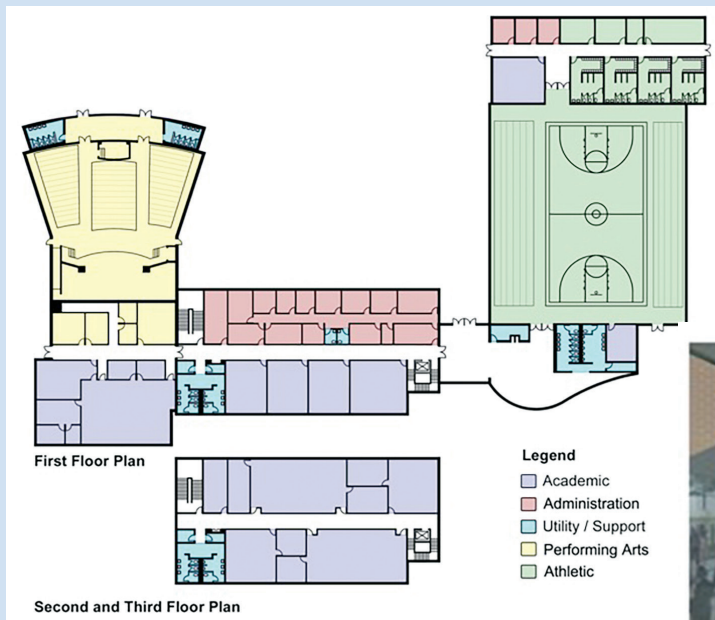 First Floor Plan
Legend
Academic
Administration
Utility / Support
Performing Arts
Athletic
Second and Third Floor Plan